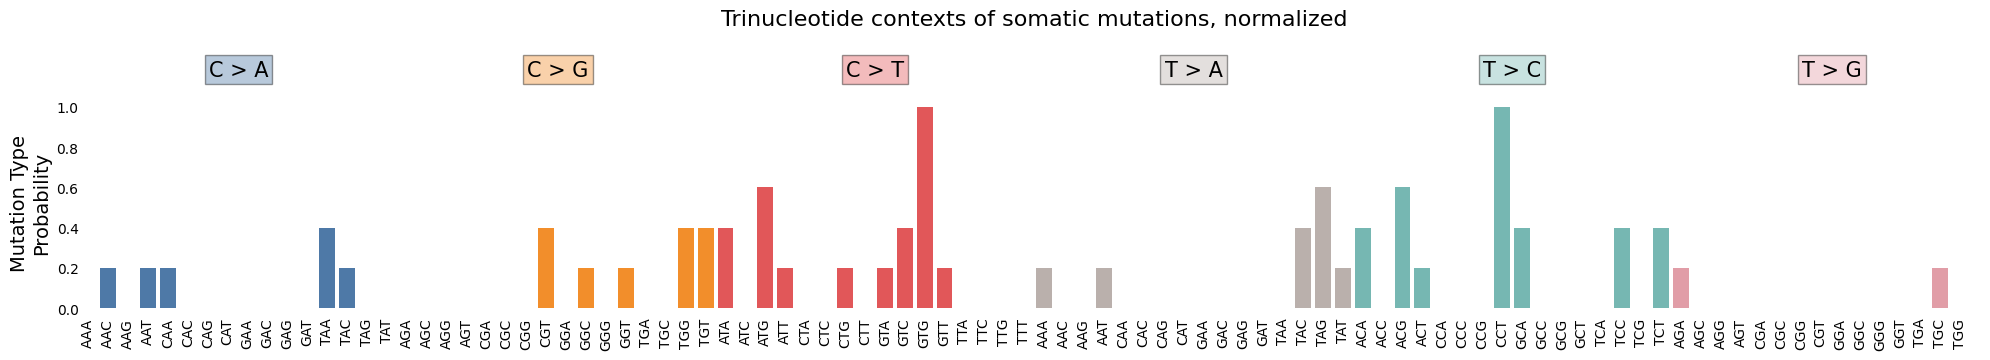 Trinucleotide contexts of somatic mutations, normalized
C > A C > G C > T T > A T > C T > G
Mutation Type
Probability
1.0
0.8
0.6
0.4
0.2
0.0
AAA AAC AAG AAT CAA CAC CAG CAT GAA GAC GAG GAT TAA TAC TAG TAT AGA AGC AGG AGT CGA CGC CGG CGT GGA GGC GGG GGT TGA TGC TGG TGT ATA ATC ATG ATT CTA CTC CTG CTT GTA GTC GTG GTT TTA TTC TTG TTT AAA AAC AAG AAT CAA CAC CAG CAT GAA GAC GAG GAT TAA TAC TAG TAT ACA ACC ACG ACT CCA CCC CCG CCT GCA GCC GCG GCT TCA TCC TCG TCT AGA AGC AGG AGT CGA CGC CGG CGT GGA GGC GGG GGT TGA TGC TGG